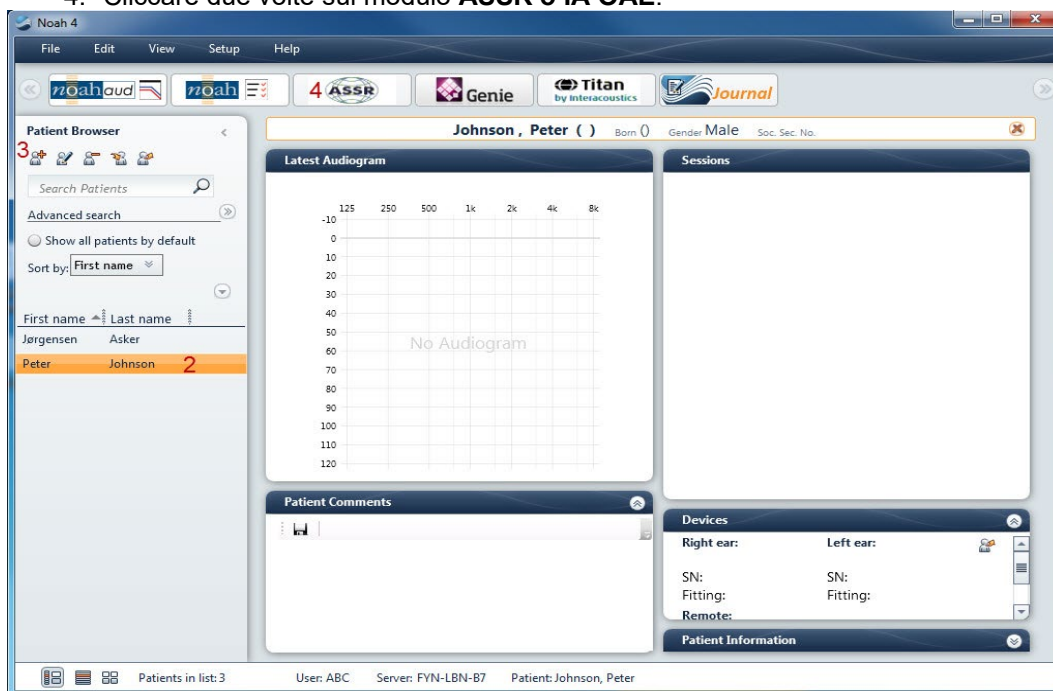 4. Cliccare due volte sul modulo ASSR o IA-OAE.
Noah 4
File Edit View Setup Help
noah aud noah 4 ASSR Genie Titan by Interacoustics Journal
Patient Browser
Johnson , Peter ( ) Born () Gender Male Soc. Sec. No.
3
Search Patients
Advanced search
Show all patients by default
Sort by: First name
First name Last name
Jørgensen Asker
Peter Johnson 2
Latest Audiogram
125 250 500 1k 2k 4k 8k
-10
0
10
20
30
40
50
No Audiogram
60
70
80
90
100
110
120
Sessions
Patient Comments
Devices
Right ear: Left ear:
SN: SN:
Fitting: Fitting:
Remote:
Patient Information
Patients in list: 3 User: ABC Server: FYN-LBN-B7 Patient: Johnson, Peter